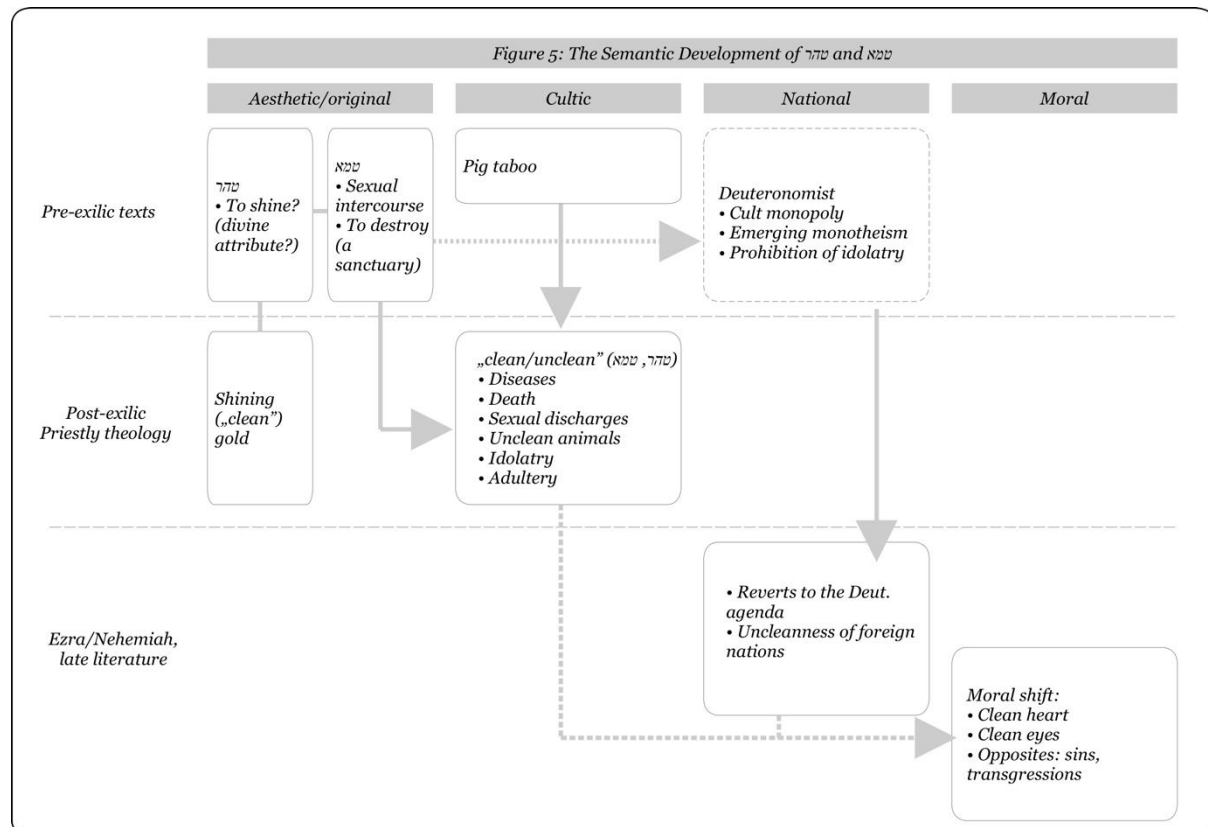 Figure 5: The Semantic Development of טהר and טמא
Aesthetic/original
Cultic
National
Moral
Pre-exilic texts
טהר
• To shine?
(divine
attribute?)
טמא
• Sexual
intercourse
• To destroy
(a
sanctuary)
Pig taboo
Deuteronomist
• Cult monopoly
• Emerging monotheism
• Prohibition of idolatry
Post-exilic
Priestly theology
Shining
(„clean”)
gold
„clean/unclean” (טהר, טמא)
• Diseases
• Death
• Sexual discharges
• Unclean animals
• Idolatry
• Adultery
Ezra/Nehemiah,
late literature
• Reverts to the Deut.
agenda
• Uncleanness of foreign
nations
Moral shift:
• Clean heart
• Clean eyes
• Opposites: sins,
transgressions